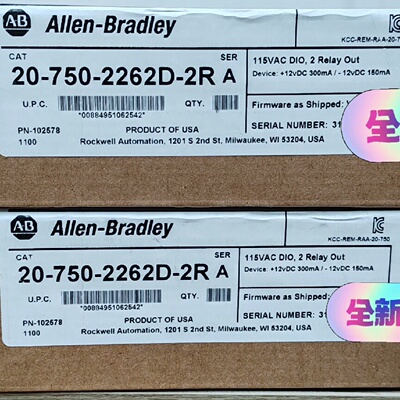 AB Allen-Bradley
KCC-REM-RAA-20-7
CAT SER
20-750-2262D-2R A
115VAC DIO, 2 Relay Out
Device: +12vDC 300mA / -12vDC 150mA
U.P.C. QTY.
*00884951062542*
Firmware as Shipped:
PN-102578
1100
PRODUCT OF USA
Rockwell Automation, 1201 S 2nd St, Milwaukee, WI 53204, USA
SERIAL NUMBER: 31
全
AB Allen-Bradley
KCC-REM-RAA-20-750
CAT SER
20-750-2262D-2R A
115VAC DIO, 2 Relay Out
Device: +12vDC 300mA / -12vDC 150mA
U.P.C. QTY.
*00884951062542*
Firmware as Shipped:
PN-102578
1100
PRODUCT OF USA
Rockwell Automation, 1201 S 2nd St, Milwaukee, WI 53204, USA
SERIAL NUMBER:
全新